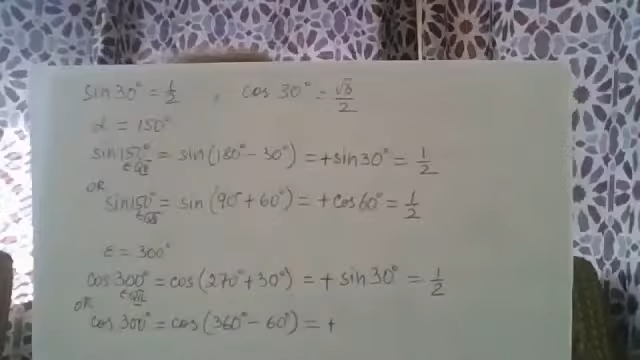 sin 30° = 1/2 , cos 30° = √3/2
α = 150°
sin 150° = sin (180° - 30°) = + sin 30° = 1/2
OR
sin 150° = sin (90° + 60°) = + cos 60° = 1/2
ε = 300°
cos 300° = cos (270° + 30°) = + sin 30° = 1/2
OR
cos 300° = cos (360° - 60°) = +